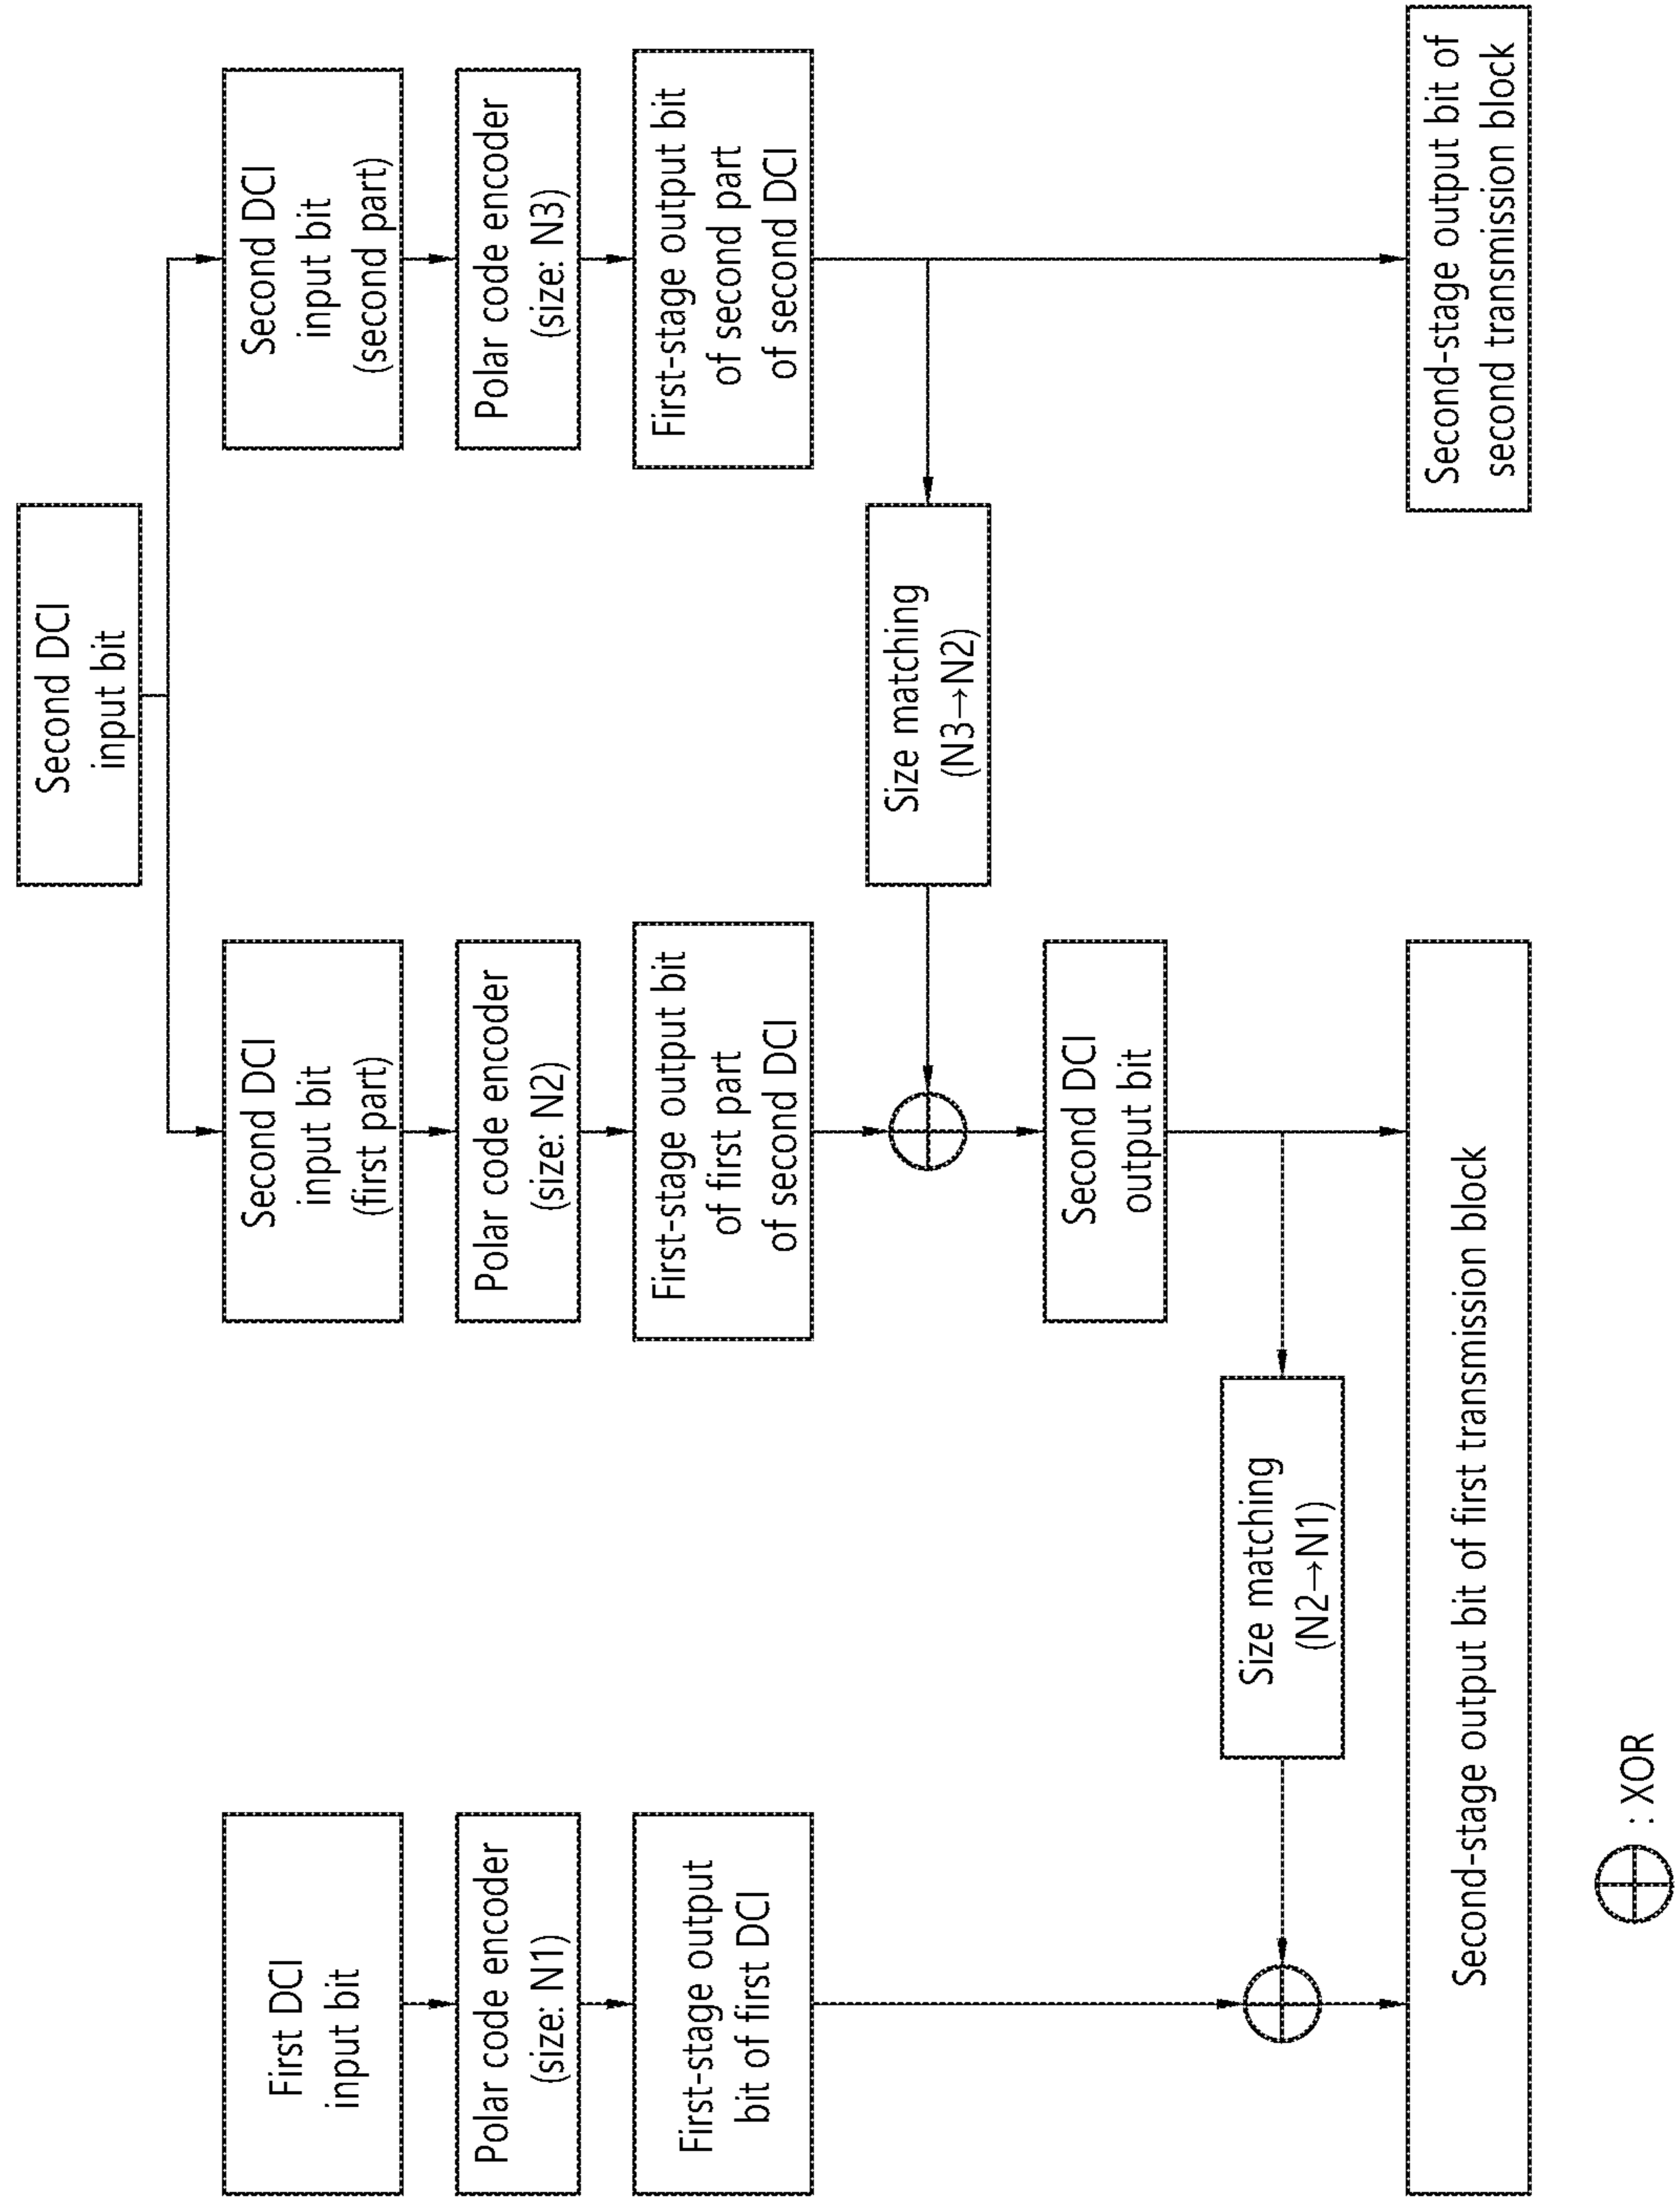 Second DCI
input bit
First DCI
input bit
Second DCI
input bit
(first part)
Second DCI
input bit
(second part)
Polar code encoder
(size: N1)
Polar code encoder
(size: N2)
Polar code encoder
(size: N3)
First-stage output
bit of first DCI
First-stage output bit
of first part
of second DCI
First-stage output bit
of second part
of second DCI
Size matching
(N3→N2)
Second DCI
output bit
Size matching
(N2→N1)
Second-stage output bit of first transmission block
Second-stage output bit of
second transmission block
: XOR